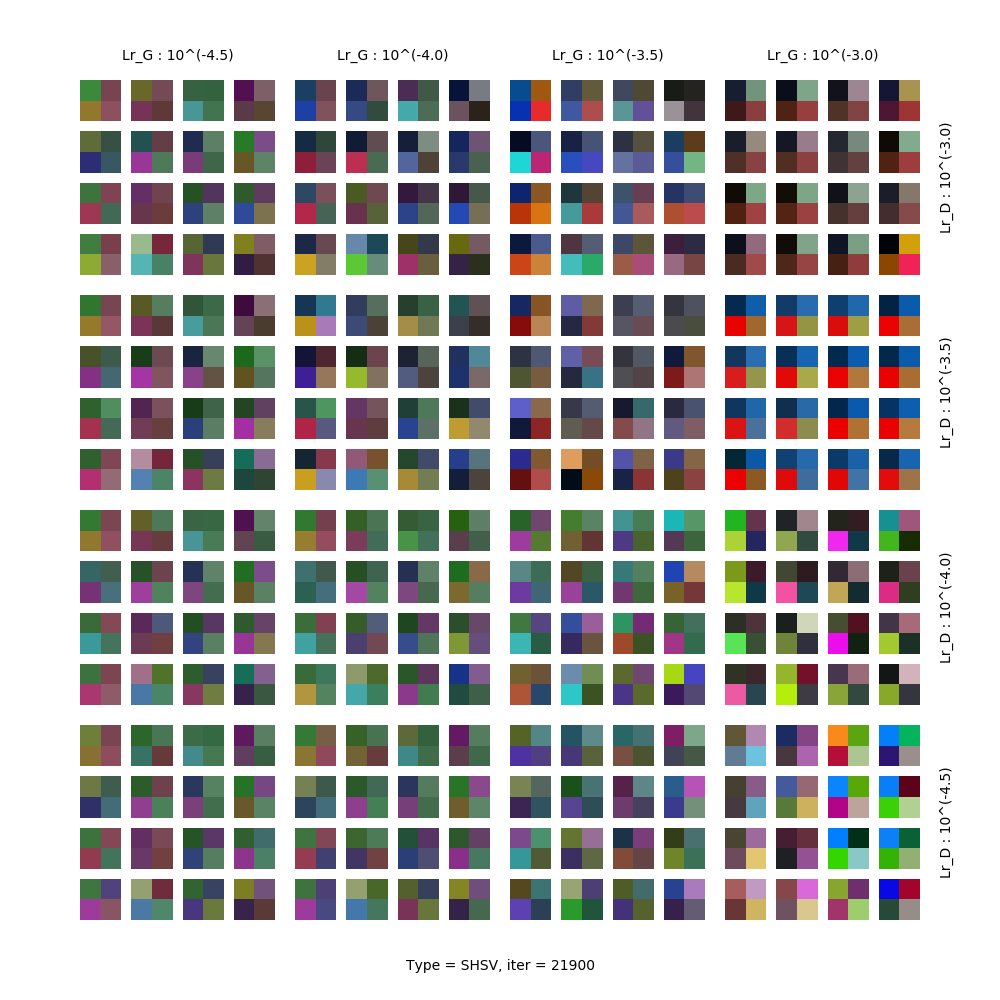 Lr_G : 10^(-4.5)
Lr_G : 10^(-4.0)
Lr_G : 10^(-3.5)
Lr_G : 10^(-3.0)
Lr_D : 10^(-3.0)
Lr_D : 10^(-3.5)
Lr_D : 10^(-4.0)
Lr_D : 10^(-4.5)
Type = SHSV, iter = 21900